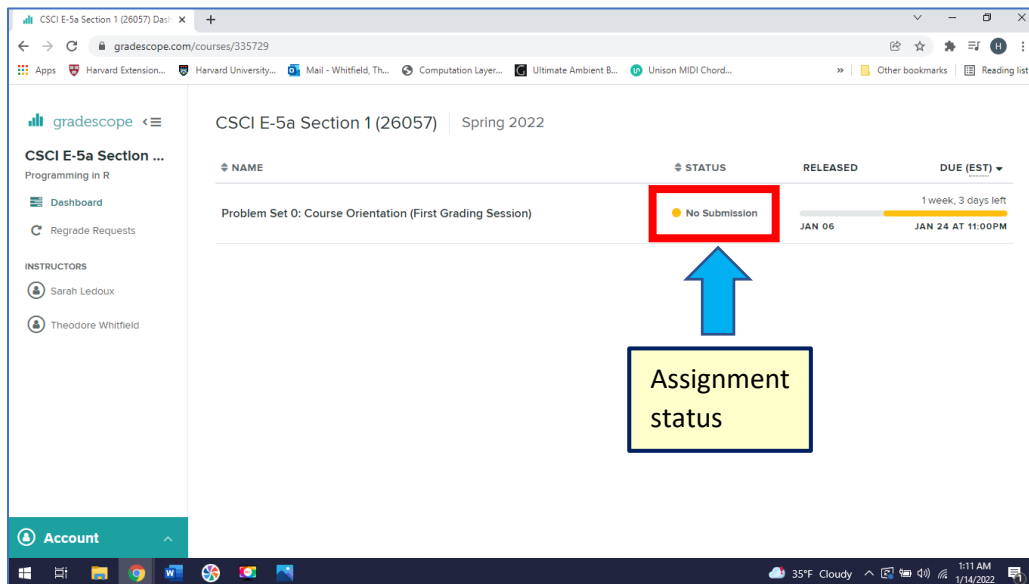 CSCI E-5a Section 1 (26057) Dash
gradescope.com/courses/335729
H
Apps Harvard Extension... Harvard University... Mail - Whitfield, Th... Computation Layer... Ultimate Ambient B... Unison MIDI Chord... » Other bookmarks Reading list
gradescope
CSCI E-5a Section 1 (26057) Spring 2022
CSCI E-5a Section ...
Programming in R
NAME STATUS RELEASED DUE (EST)
Dashboard
1 week, 3 days left
Problem Set 0: Course Orientation (First Grading Session) No Submission
JAN 06 JAN 24 AT 11:00PM
Regrade Requests
INSTRUCTORS
Sarah Ledoux
Theodore Whitfield
Assignment
status
Account
35°F Cloudy
1:11 AM
1/14/2022